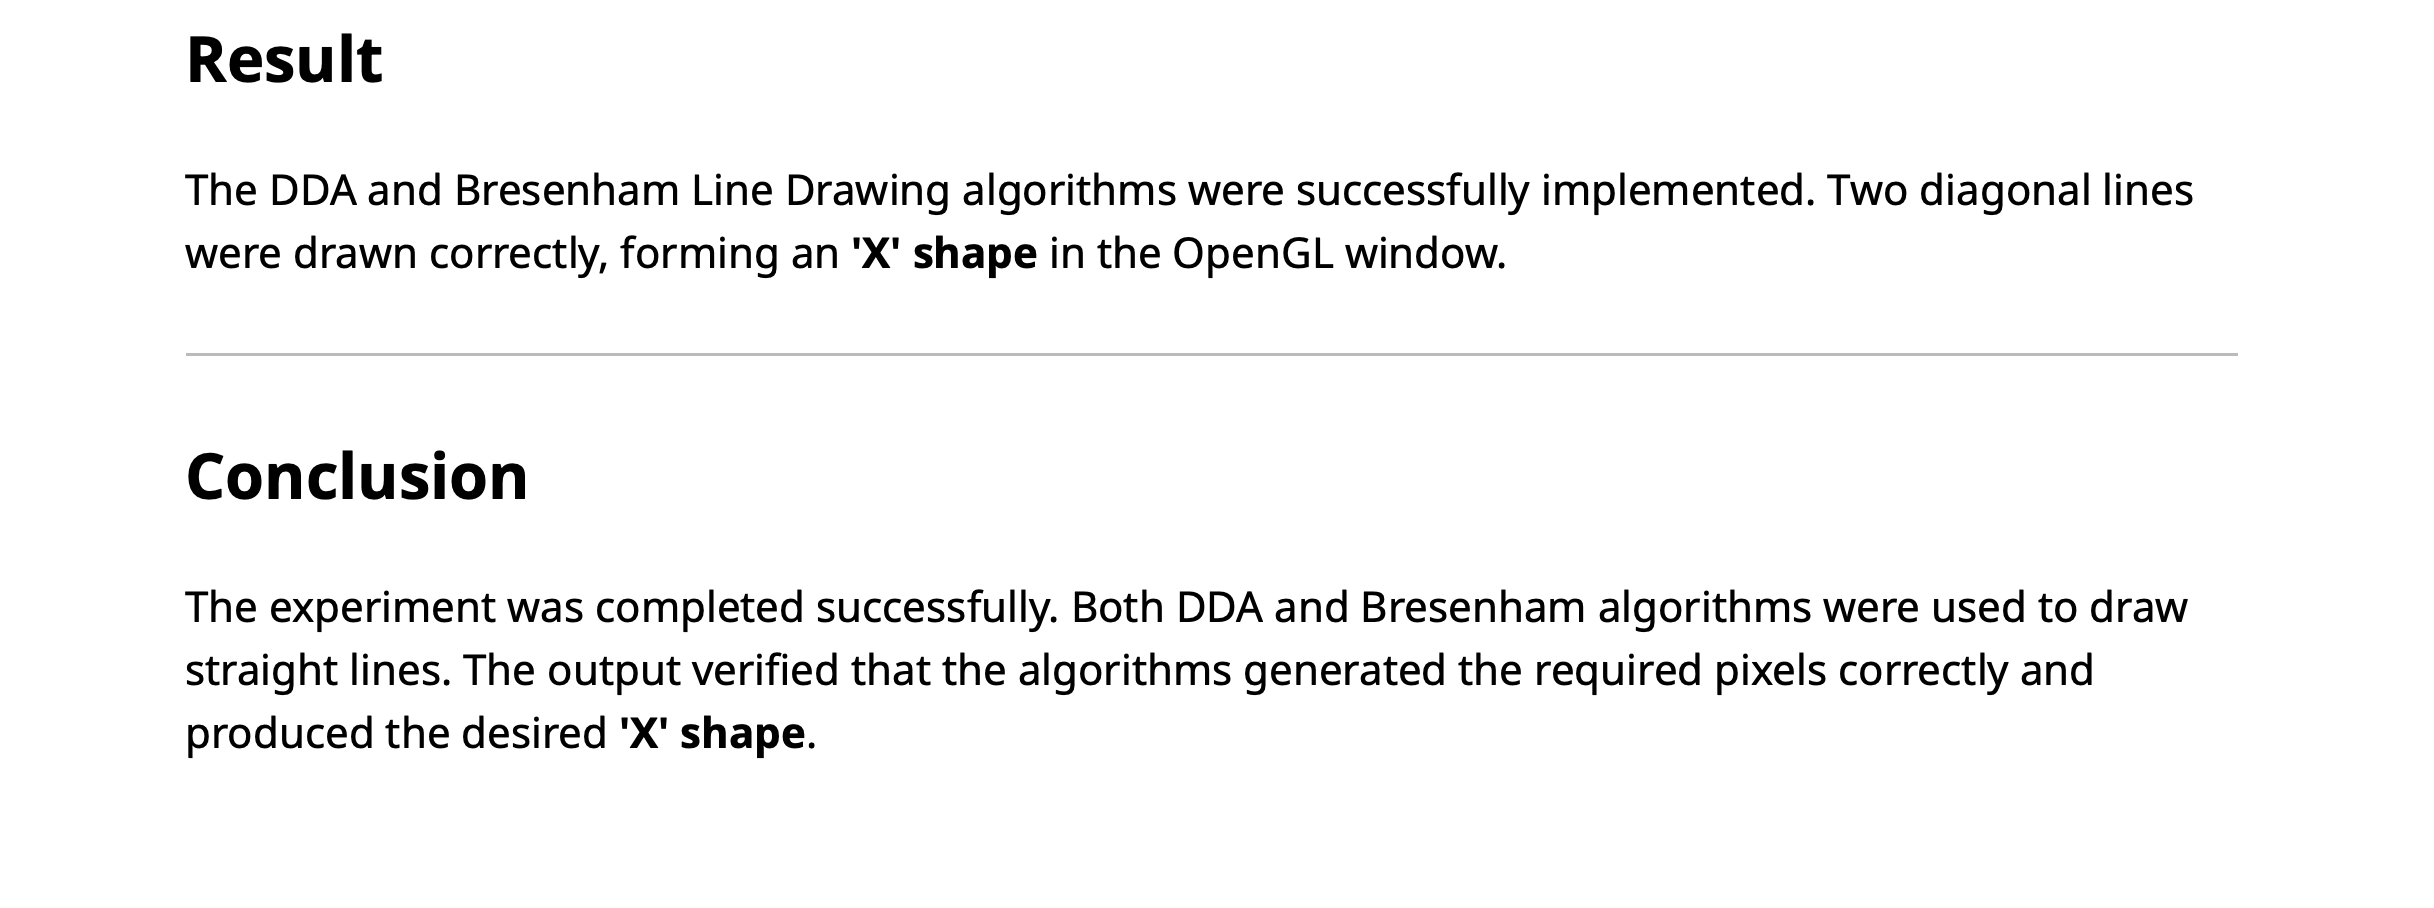 Result
The DDA and Bresenham Line Drawing algorithms were successfully implemented. Two diagonal lines
were drawn correctly, forming an 'X' shape in the OpenGL window.
Conclusion
The experiment was completed successfully. Both DDA and Bresenham algorithms were used to draw
straight lines. The output verified that the algorithms generated the required pixels correctly and
produced the desired 'X' shape.